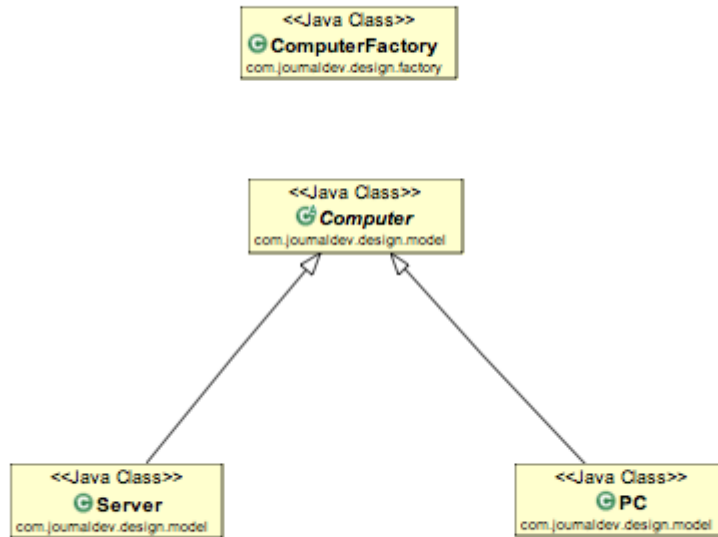 <<Java Class>>
ComputerFactory
com.journaldev.design.factory
<<Java Class>>
Computer
com.journaldev.design.model
<<Java Class>>
Server
com.journaldev.design.model
<<Java Class>>
PC
com.journaldev.design.model